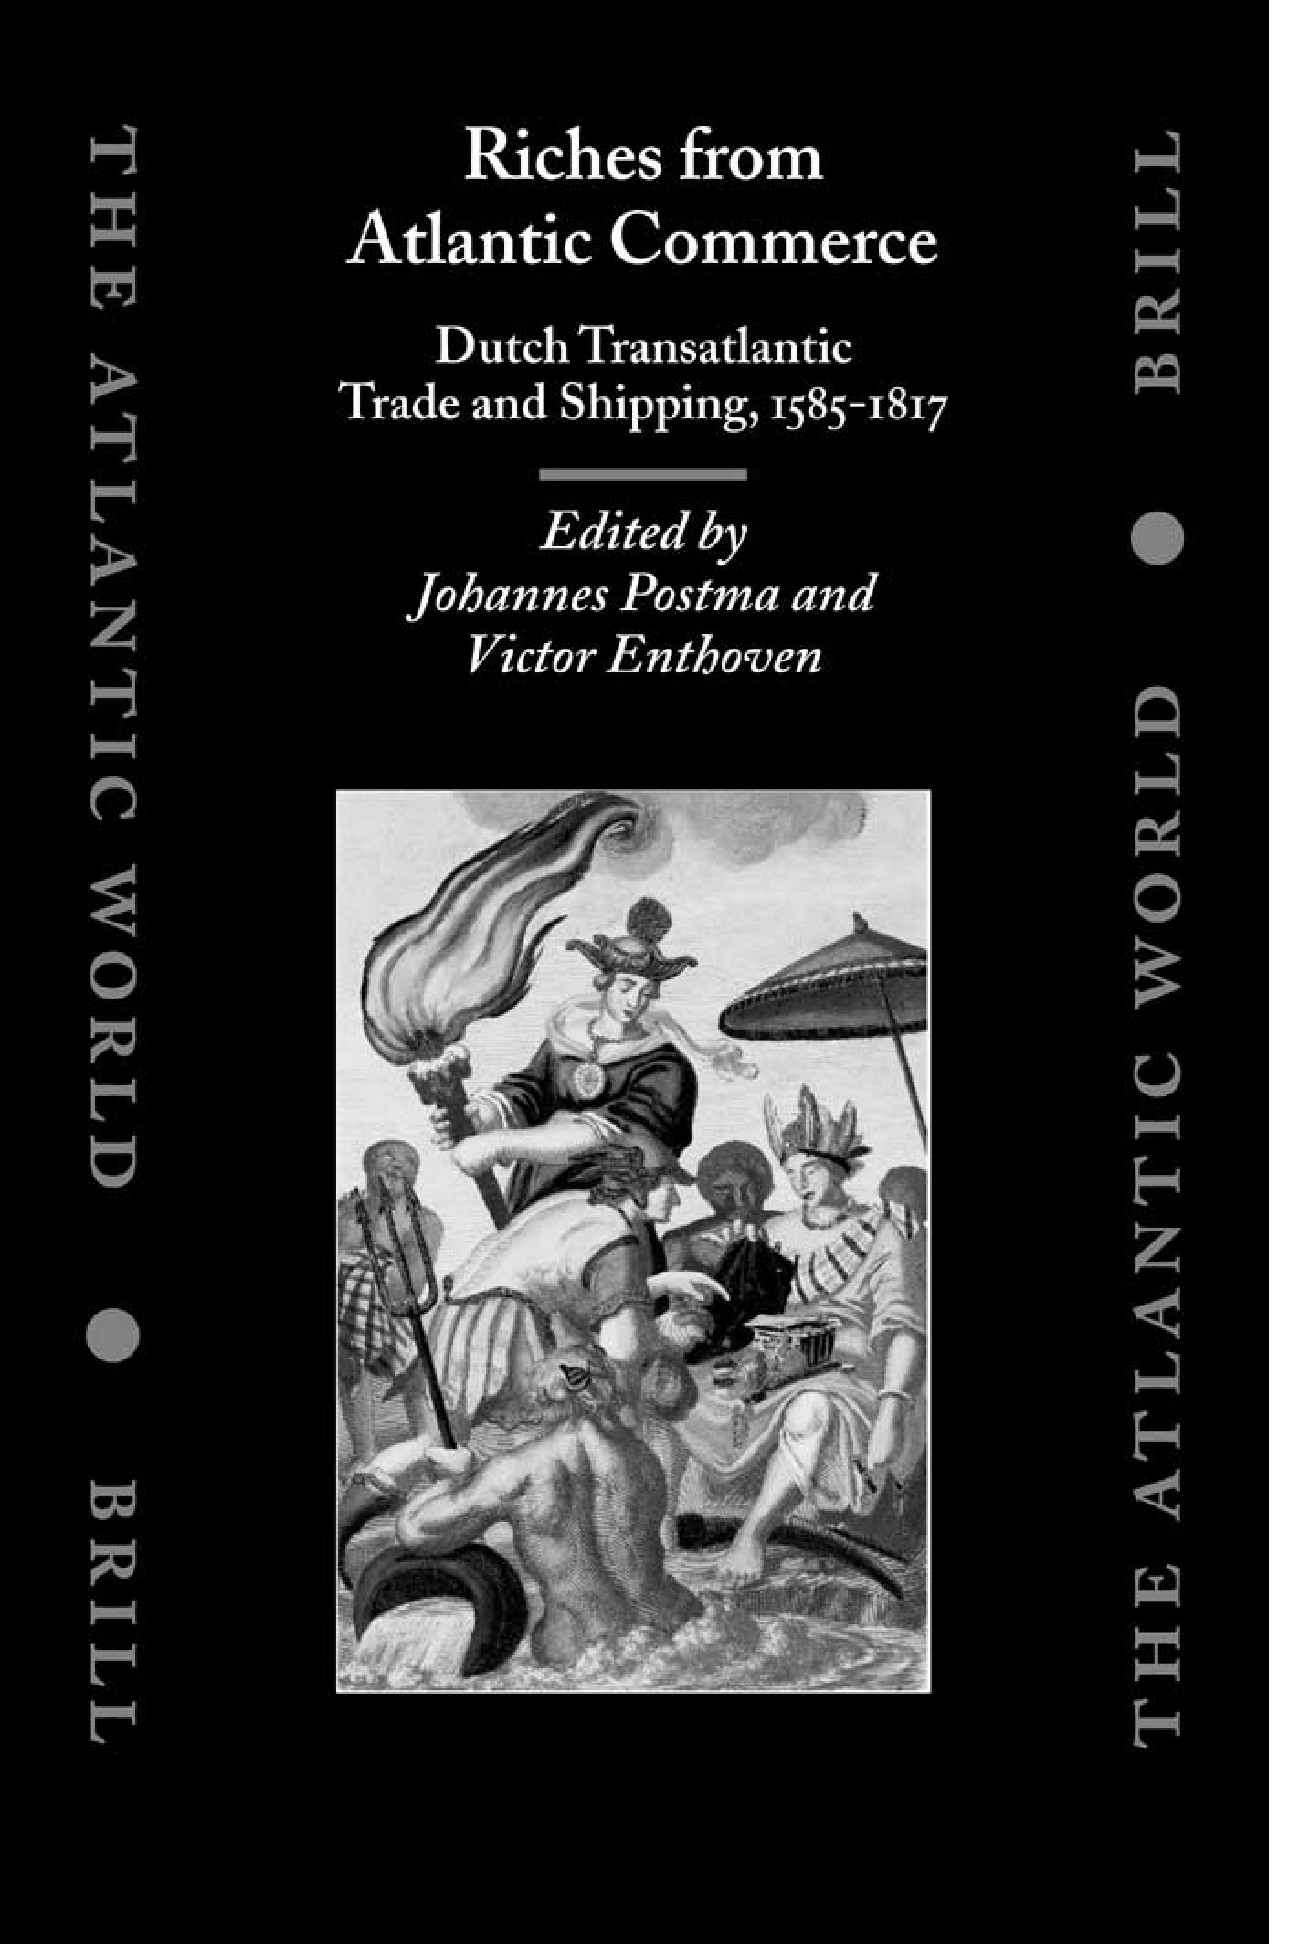 THE ATLANTIC WORLD ● BRILL
Riches from
Atlantic Commerce
Dutch Transatlantic
Trade and Shipping, 1585-1817
Edited by
Johannes Postma and
Victor Enthoven
THE ATLANTIC WORLD ● BRILL